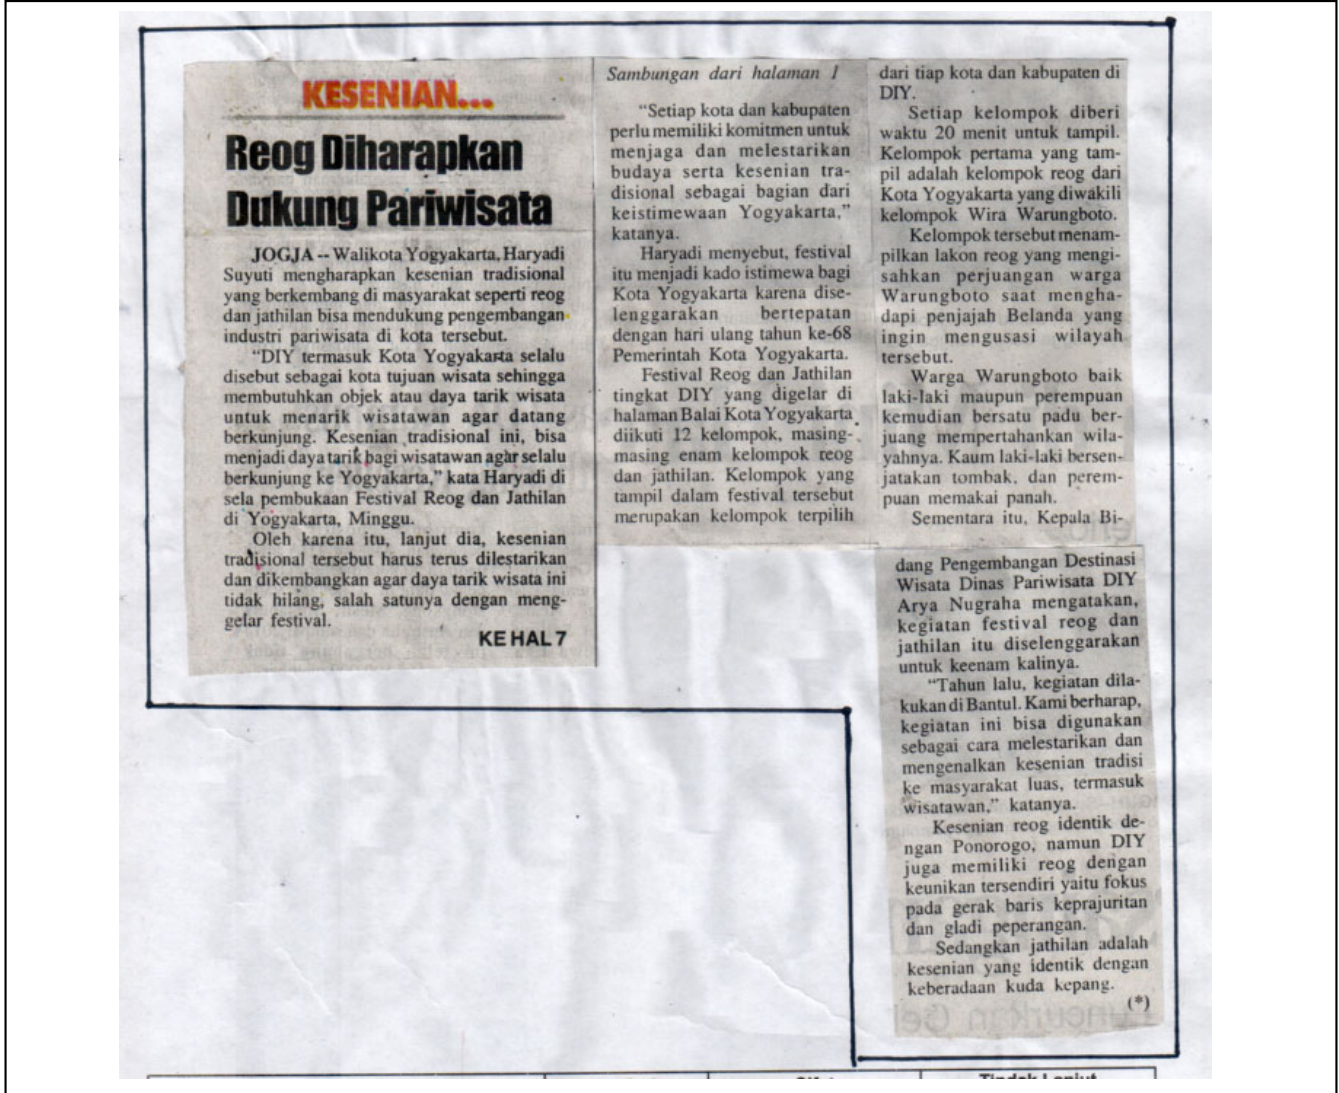 KESENIAN...
Reog Diharapkan
Dukung Pariwisata
JOGJA -- Walikota Yogyakarta, Haryadi
Suyuti mengharapkan kesenian tradisional
yang berkembang di masyarakat seperti reog
dan jathilan bisa mendukung pengembangan
industri pariwisata di kota tersebut.
“DIY termasuk Kota Yogyakarta selalu
disebut sebagai kota tujuan wisata sehingga
membutuhkan objek atau daya tarik wisata
untuk menarik wisatawan agar datang
berkunjung. Kesenian tradisional ini, bisa
menjadi daya tarik bagi wisatawan agar selalu
berkunjung ke Yogyakarta,” kata Haryadi di
sela pembukaan Festival Reog dan Jathilan
di Yogyakarta, Minggu.
Oleh karena itu, lanjut dia, kesenian
tradisional tersebut harus terus dilestarikan
dan dikembangkan agar daya tarik wisata ini
tidak hilang, salah satunya dengan meng-
gelar festival.
KE HAL 7
Sambungan dari halaman 1
“Setiap kota dan kabupaten
perlu memiliki komitmen untuk
menjaga dan melestarikan
budaya serta kesenian tra-
disional sebagai bagian dari
keistimewaan Yogyakarta,”
katanya.
Haryadi menyebut, festival
itu menjadi kado istimewa bagi
Kota Yogyakarta karena dise-
lenggarakan bertepatan
dengan hari ulang tahun ke-68
Pemerintah Kota Yogyakarta.
Festival Reog dan Jathilan
tingkat DIY yang digelar di
halaman Balai Kota Yogyakarta
diikuti 12 kelompok, masing-
masing enam kelompok reog
dan jathilan. Kelompok yang
tampil dalam festival tersebut
merupakan kelompok terpilih
dari tiap kota dan kabupaten di
DIY.
Setiap kelompok diberi
waktu 20 menit untuk tampil.
Kelompok pertama yang tam-
pil adalah kelompok reog dari
Kota Yogyakarta yang diwakili
kelompok Wira Warungboto.
Kelompok tersebut menam-
pilkan lakon reog yang mengi-
sahkan perjuangan warga
Warungboto saat mengha-
dapi penjajah Belanda yang
ingin mengusasi wilayah
tersebut.
Warga Warungboto baik
laki-laki maupun perempuan
kemudian bersatu padu ber-
juang mempertahankan wila-
yahnya. Kaum laki-laki bersen-
jatakan tombak, dan perem-
puan memakai panah.
Sementara itu, Kepala Bi-
dang Pengembangan Destinasi
Wisata Dinas Pariwisata DIY
Arya Nugraha mengatakan,
kegiatan festival reog dan
jathilan itu diselenggarakan
untuk keenam kalinya.
“Tahun lalu, kegiatan dila-
kukan di Bantul. Kami berharap,
kegiatan ini bisa digunakan
sebagai cara melestarikan dan
mengenalkan kesenian tradisi
ke masyarakat luas, termasuk
wisatawan,” katanya.
Kesenian reog identik de-
ngan Ponorogo, namun DIY
juga memiliki reog dengan
keunikan tersendiri yaitu fokus
pada gerak baris keprajuritan
dan gladi peperangan.
Sedangkan jathilan adalah
kesenian yang identik dengan
keberadaan kuda kepang.
(*)
Tindak Lanjut